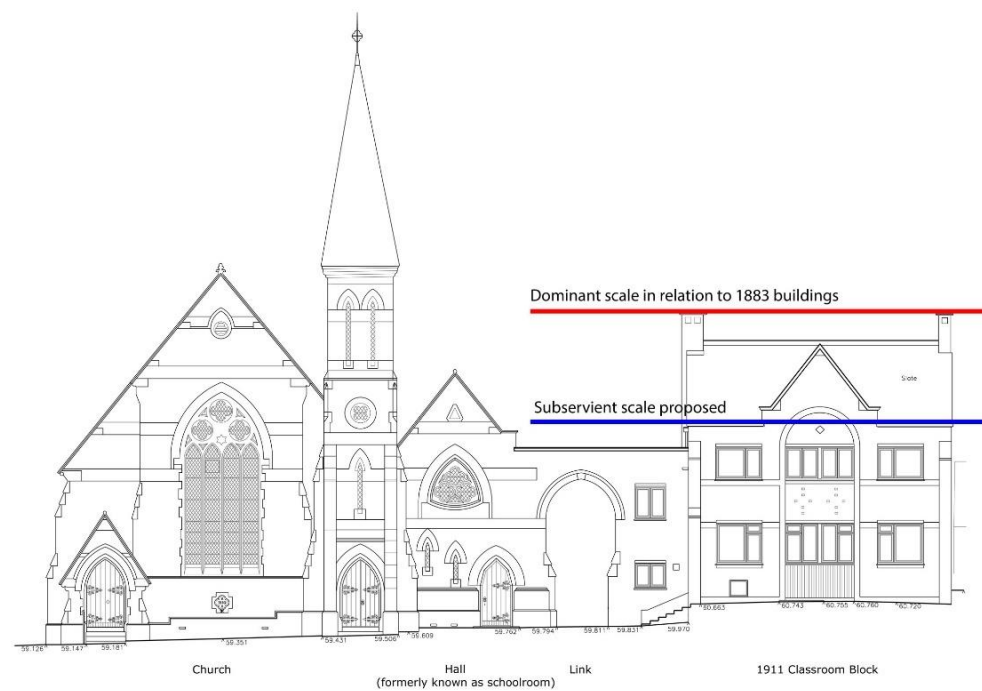 Dominant scale in relation to 1883 buildings
Slate
Subservient scale proposed
59.126
59.147
59.181
59.351
59.431
59.506
59.609
59.762
59.794
59.811
59.831
59.970
60.663
60.743
60.755
60.760
60.720
Church
Hall
(formerly known as schoolroom)
Link
1911 Classroom Block